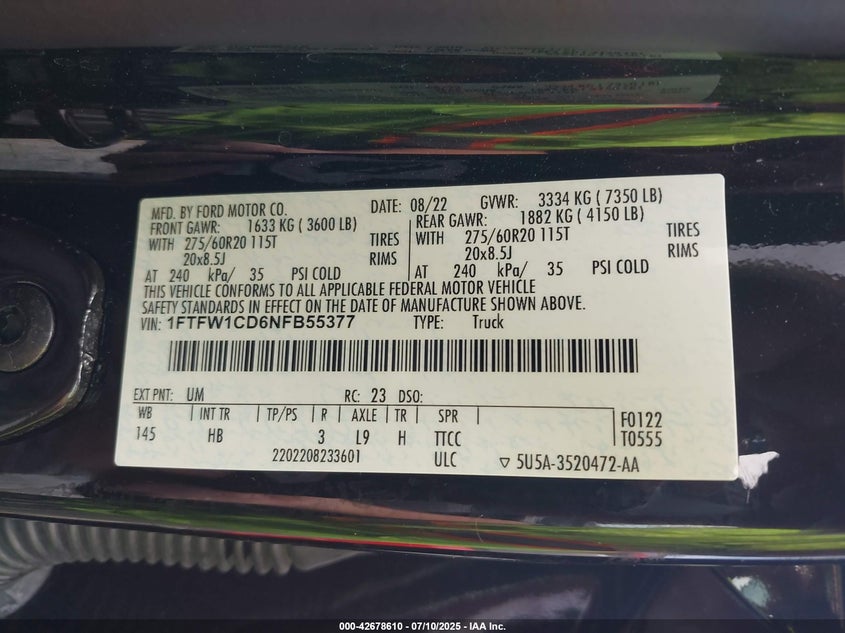 MFD. BY FORD MOTOR CO. DATE: 08/22 GVWR: 3334 KG ( 7350 LB)
FRONT GAWR: 1633 KG ( 3600 LB) REAR GAWR: 1882 KG ( 4150 LB)
WITH 275/60R20 115T TIRES WITH 275/60R20 115T TIRES
20x8.5J RIMS 20x8.5J RIMS
AT 240 kPa/ 35 PSI COLD AT 240 kPa/ 35 PSI COLD
THIS VEHICLE CONFORMS TO ALL APPLICABLE FEDERAL MOTOR VEHICLE
SAFETY STANDARDS IN EFFECT ON THE DATE OF MANUFACTURE SHOWN ABOVE.
VIN: 1FTFW1CD6NFB55377 TYPE: Truck
EXT PNT: UM RC: 23 DSO:
WB INT TR TP/PS R AXLE TR SPR F0122
145 HB 3 L9 H TTCC T0555
2202208233601 ULC ▽ 5U5A-3520472-AA
000-42678610 - 07/10/2025 - IAA Inc.